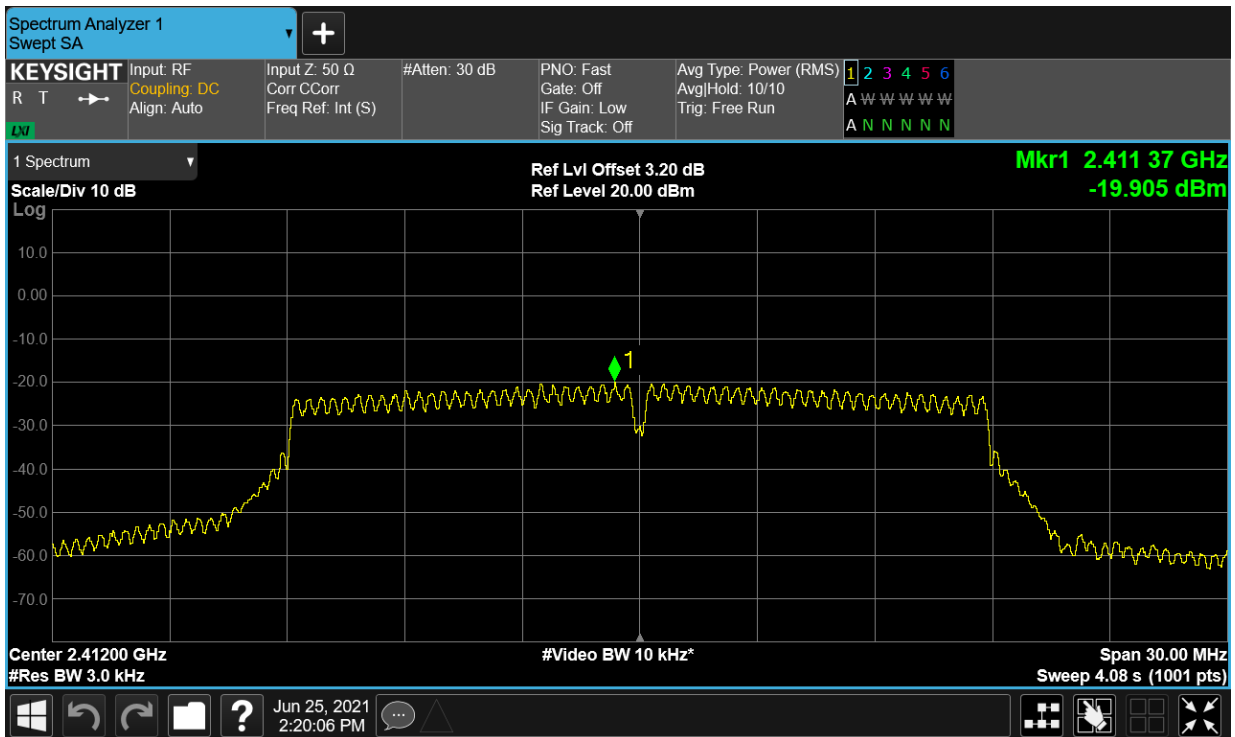 Spectrum Analyzer 1
Swept SA
+
KEYSIGHT
R T
LXI
Input: RF
Coupling: DC
Align: Auto
Input Z: 50 Ω
Corr CCorr
Freq Ref: Int (S)
#Atten: 30 dB
PNO: Fast
Gate: Off
IF Gain: Low
Sig Track: Off
Avg Type: Power (RMS)
Avg|Hold: 10/10
Trig: Free Run
1 2 3 4 5 6
A W W W W W
A N N N N N
1 Spectrum
Scale/Div 10 dB
Log
Ref Lvl Offset 3.20 dB
Ref Level 20.00 dBm
Mkr1 2.411 37 GHz
-19.905 dBm
10.0
0.00
-10.0
-20.0
-30.0
-40.0
-50.0
-60.0
-70.0
1
Center 2.41200 GHz
#Res BW 3.0 kHz
#Video BW 10 kHz*
Span 30.00 MHz
Sweep 4.08 s (1001 pts)
?
Jun 25, 2021
2:20:06 PM